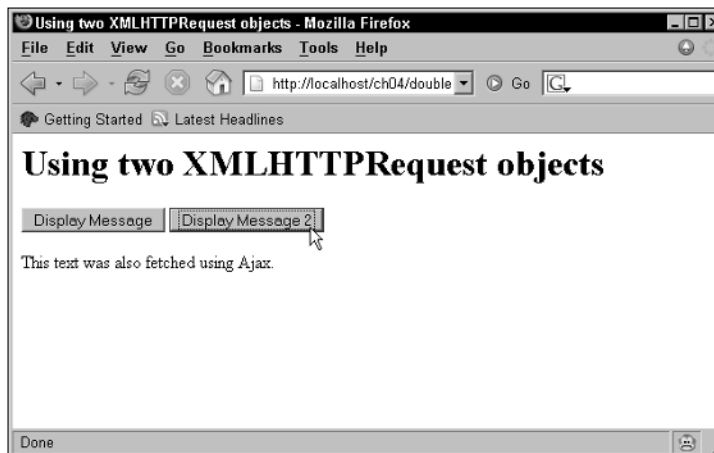 Using two XMLHTTPRequest objects - Mozilla Firefox
File Edit View Go Bookmarks Tools Help
http://localhost/ch04/double Go G
Getting Started Latest Headlines
Using two XMLHTTPRequest objects
Display Message Display Message 2
This text was also fetched using Ajax.
Done